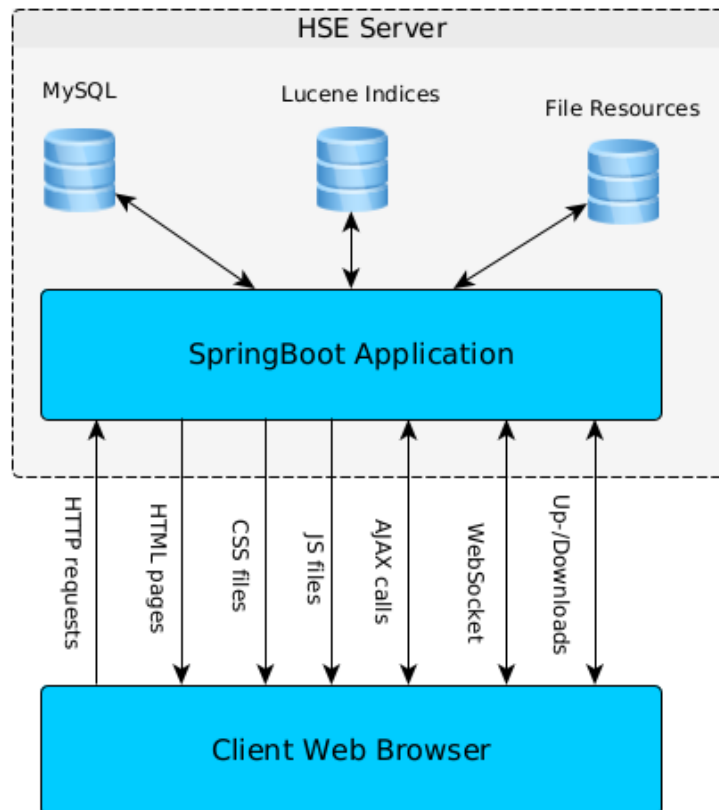 HSE Server
MySQL
Lucene Indices
File Resources
SpringBoot Application
HTTP requests
HTML pages
CSS files
JS files
AJAX calls
WebSocket
Up-/Downloads
Client Web Browser